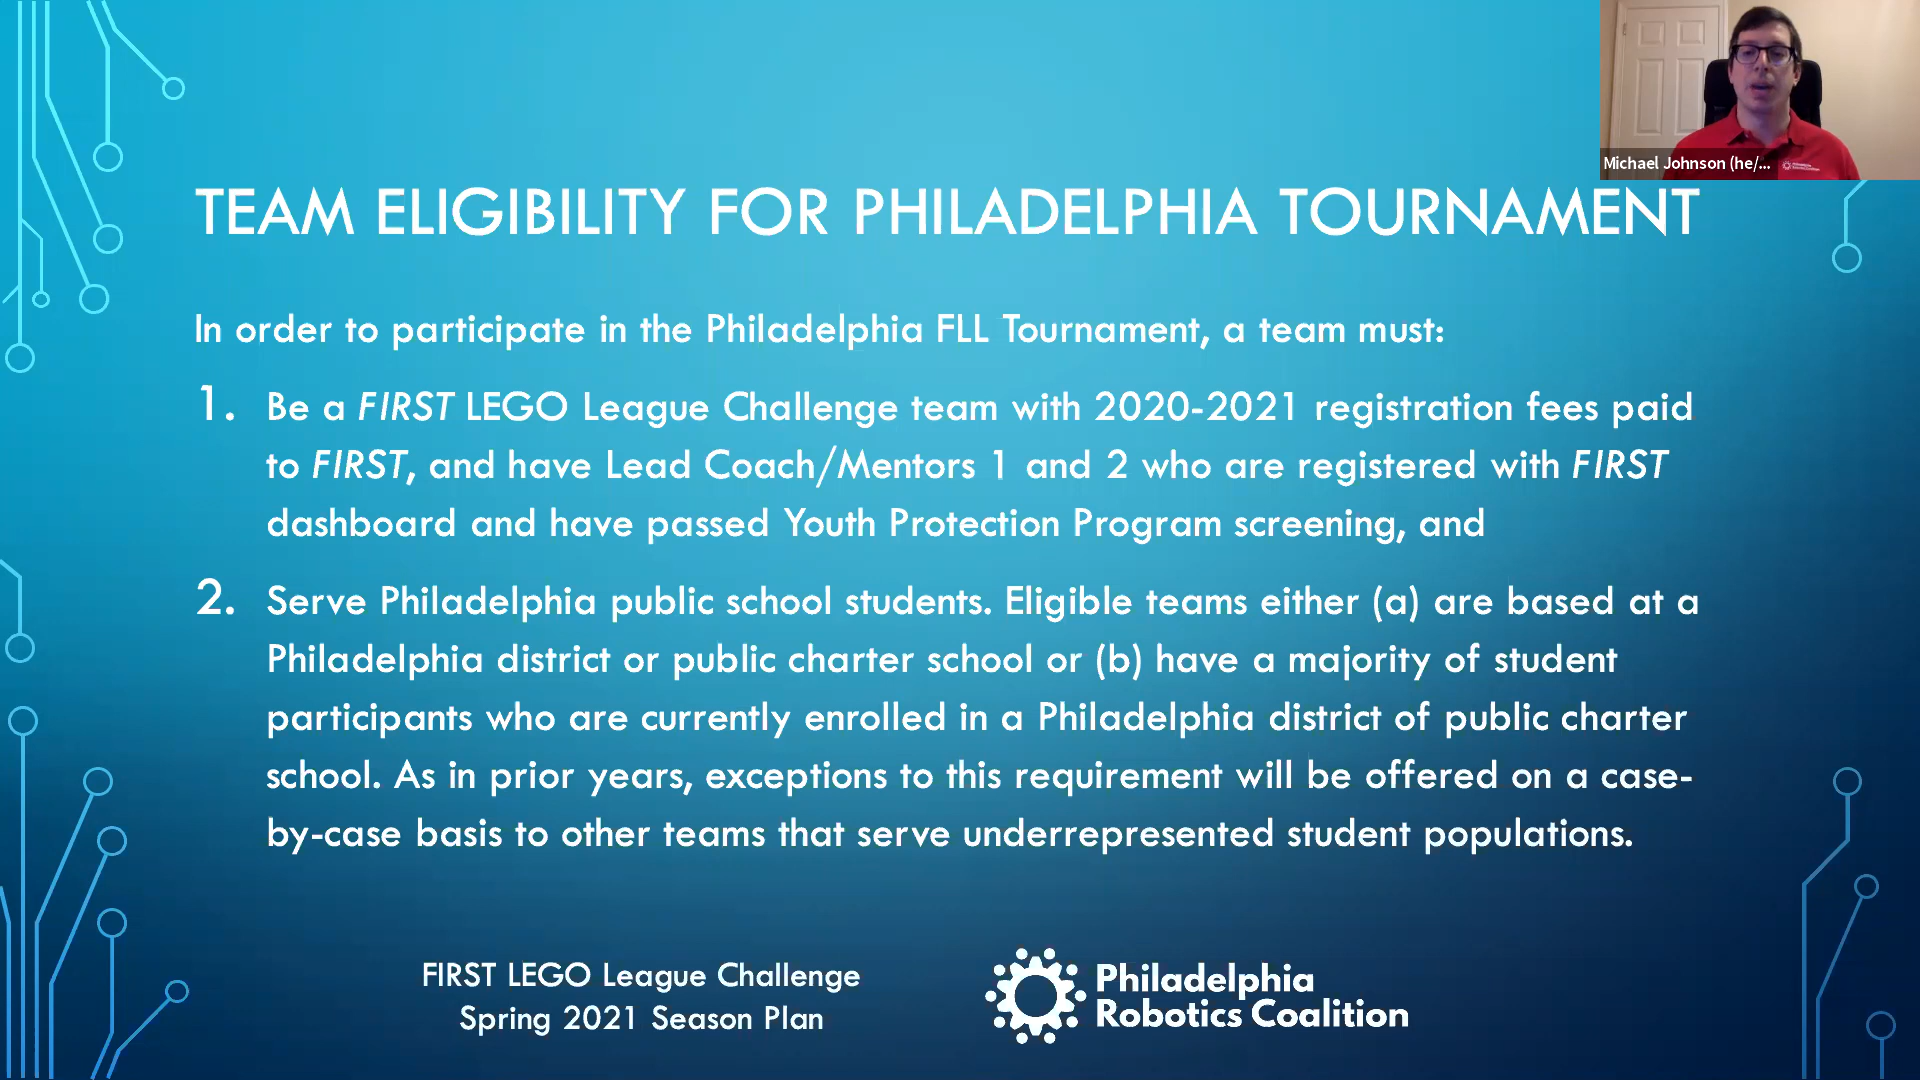 Michael Johnson (he/...
TEAM ELIGIBILITY FOR PHILADELPHIA TOURNAMENT
In order to participate in the Philadelphia FLL Tournament, a team must:
1. Be a FIRST LEGO League Challenge team with 2020-2021 registration fees paid
to FIRST, and have Lead Coach/Mentors 1 and 2 who are registered with FIRST
dashboard and have passed Youth Protection Program screening, and
2. Serve Philadelphia public school students. Eligible teams either (a) are based at a
Philadelphia district or public charter school or (b) have a majority of student
participants who are currently enrolled in a Philadelphia district of public charter
school. As in prior years, exceptions to this requirement will be offered on a case-
by-case basis to other teams that serve underrepresented student populations.
FIRST LEGO League Challenge
Spring 2021 Season Plan
Philadelphia
Robotics Coalition